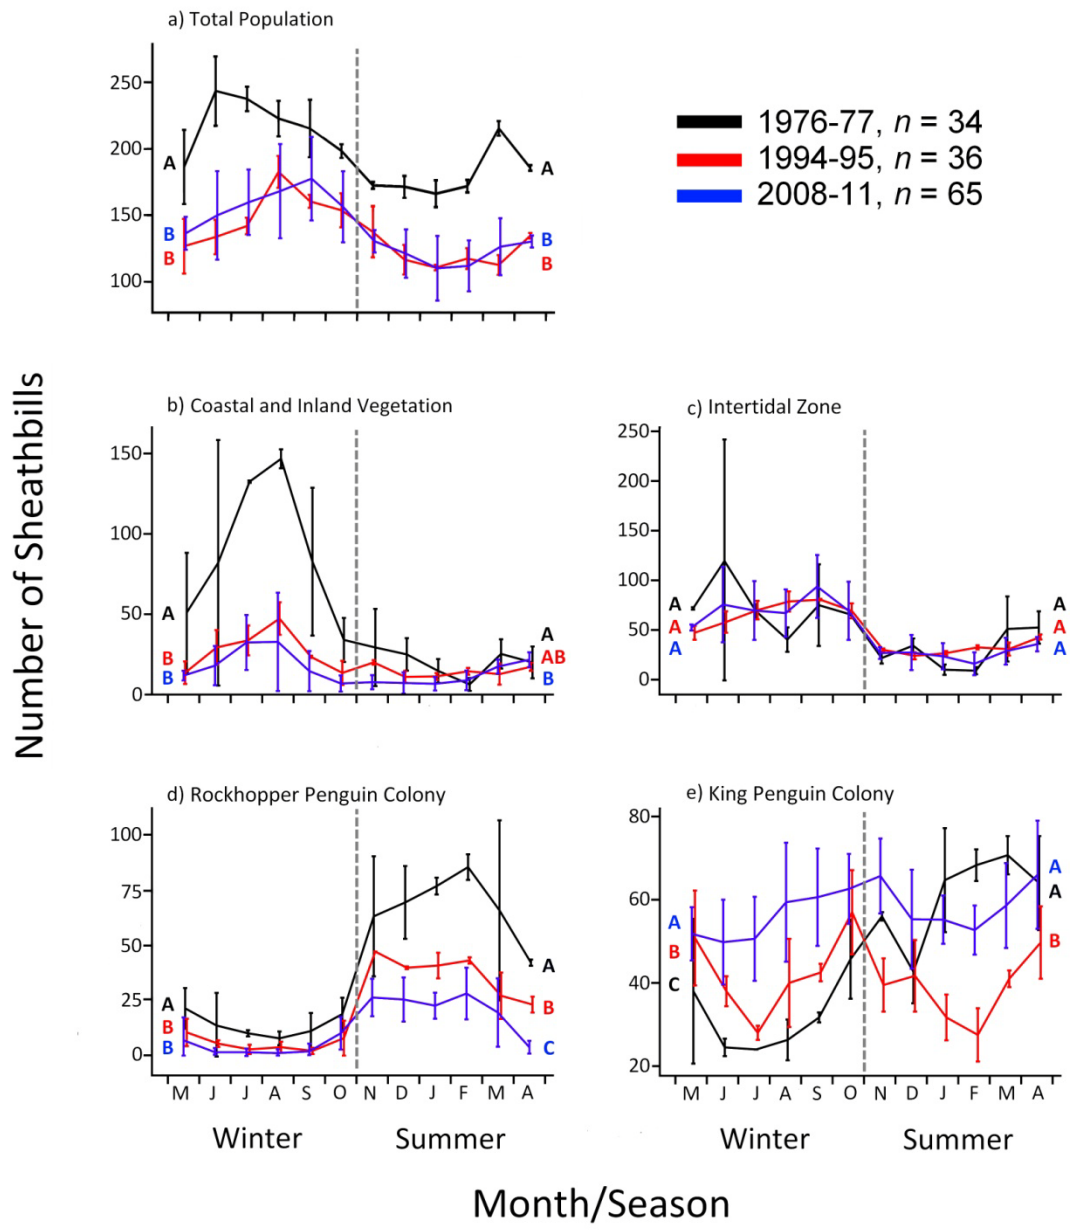 a) Total Population
250
200
150
100
A
B
B
A
B
B
1976-77, n = 34
1994-95, n = 36
2008-11, n = 65
Number of Sheathbills
b) Coastal and Inland Vegetation
150
100
50
0
A
B
B
A
AB
B
c) Intertidal Zone
250
200
150
100
50
0
A
A
A
A
A
A
d) Rockhopper Penguin Colony
100
75
50
25
0
A
B
B
A
B
C
M J J A S O N D J F M A
Winter Summer
e) King Penguin Colony
80
60
40
20
A
B
C
A
A
B
M J J A S O N D J F M A
Winter Summer
Month/Season